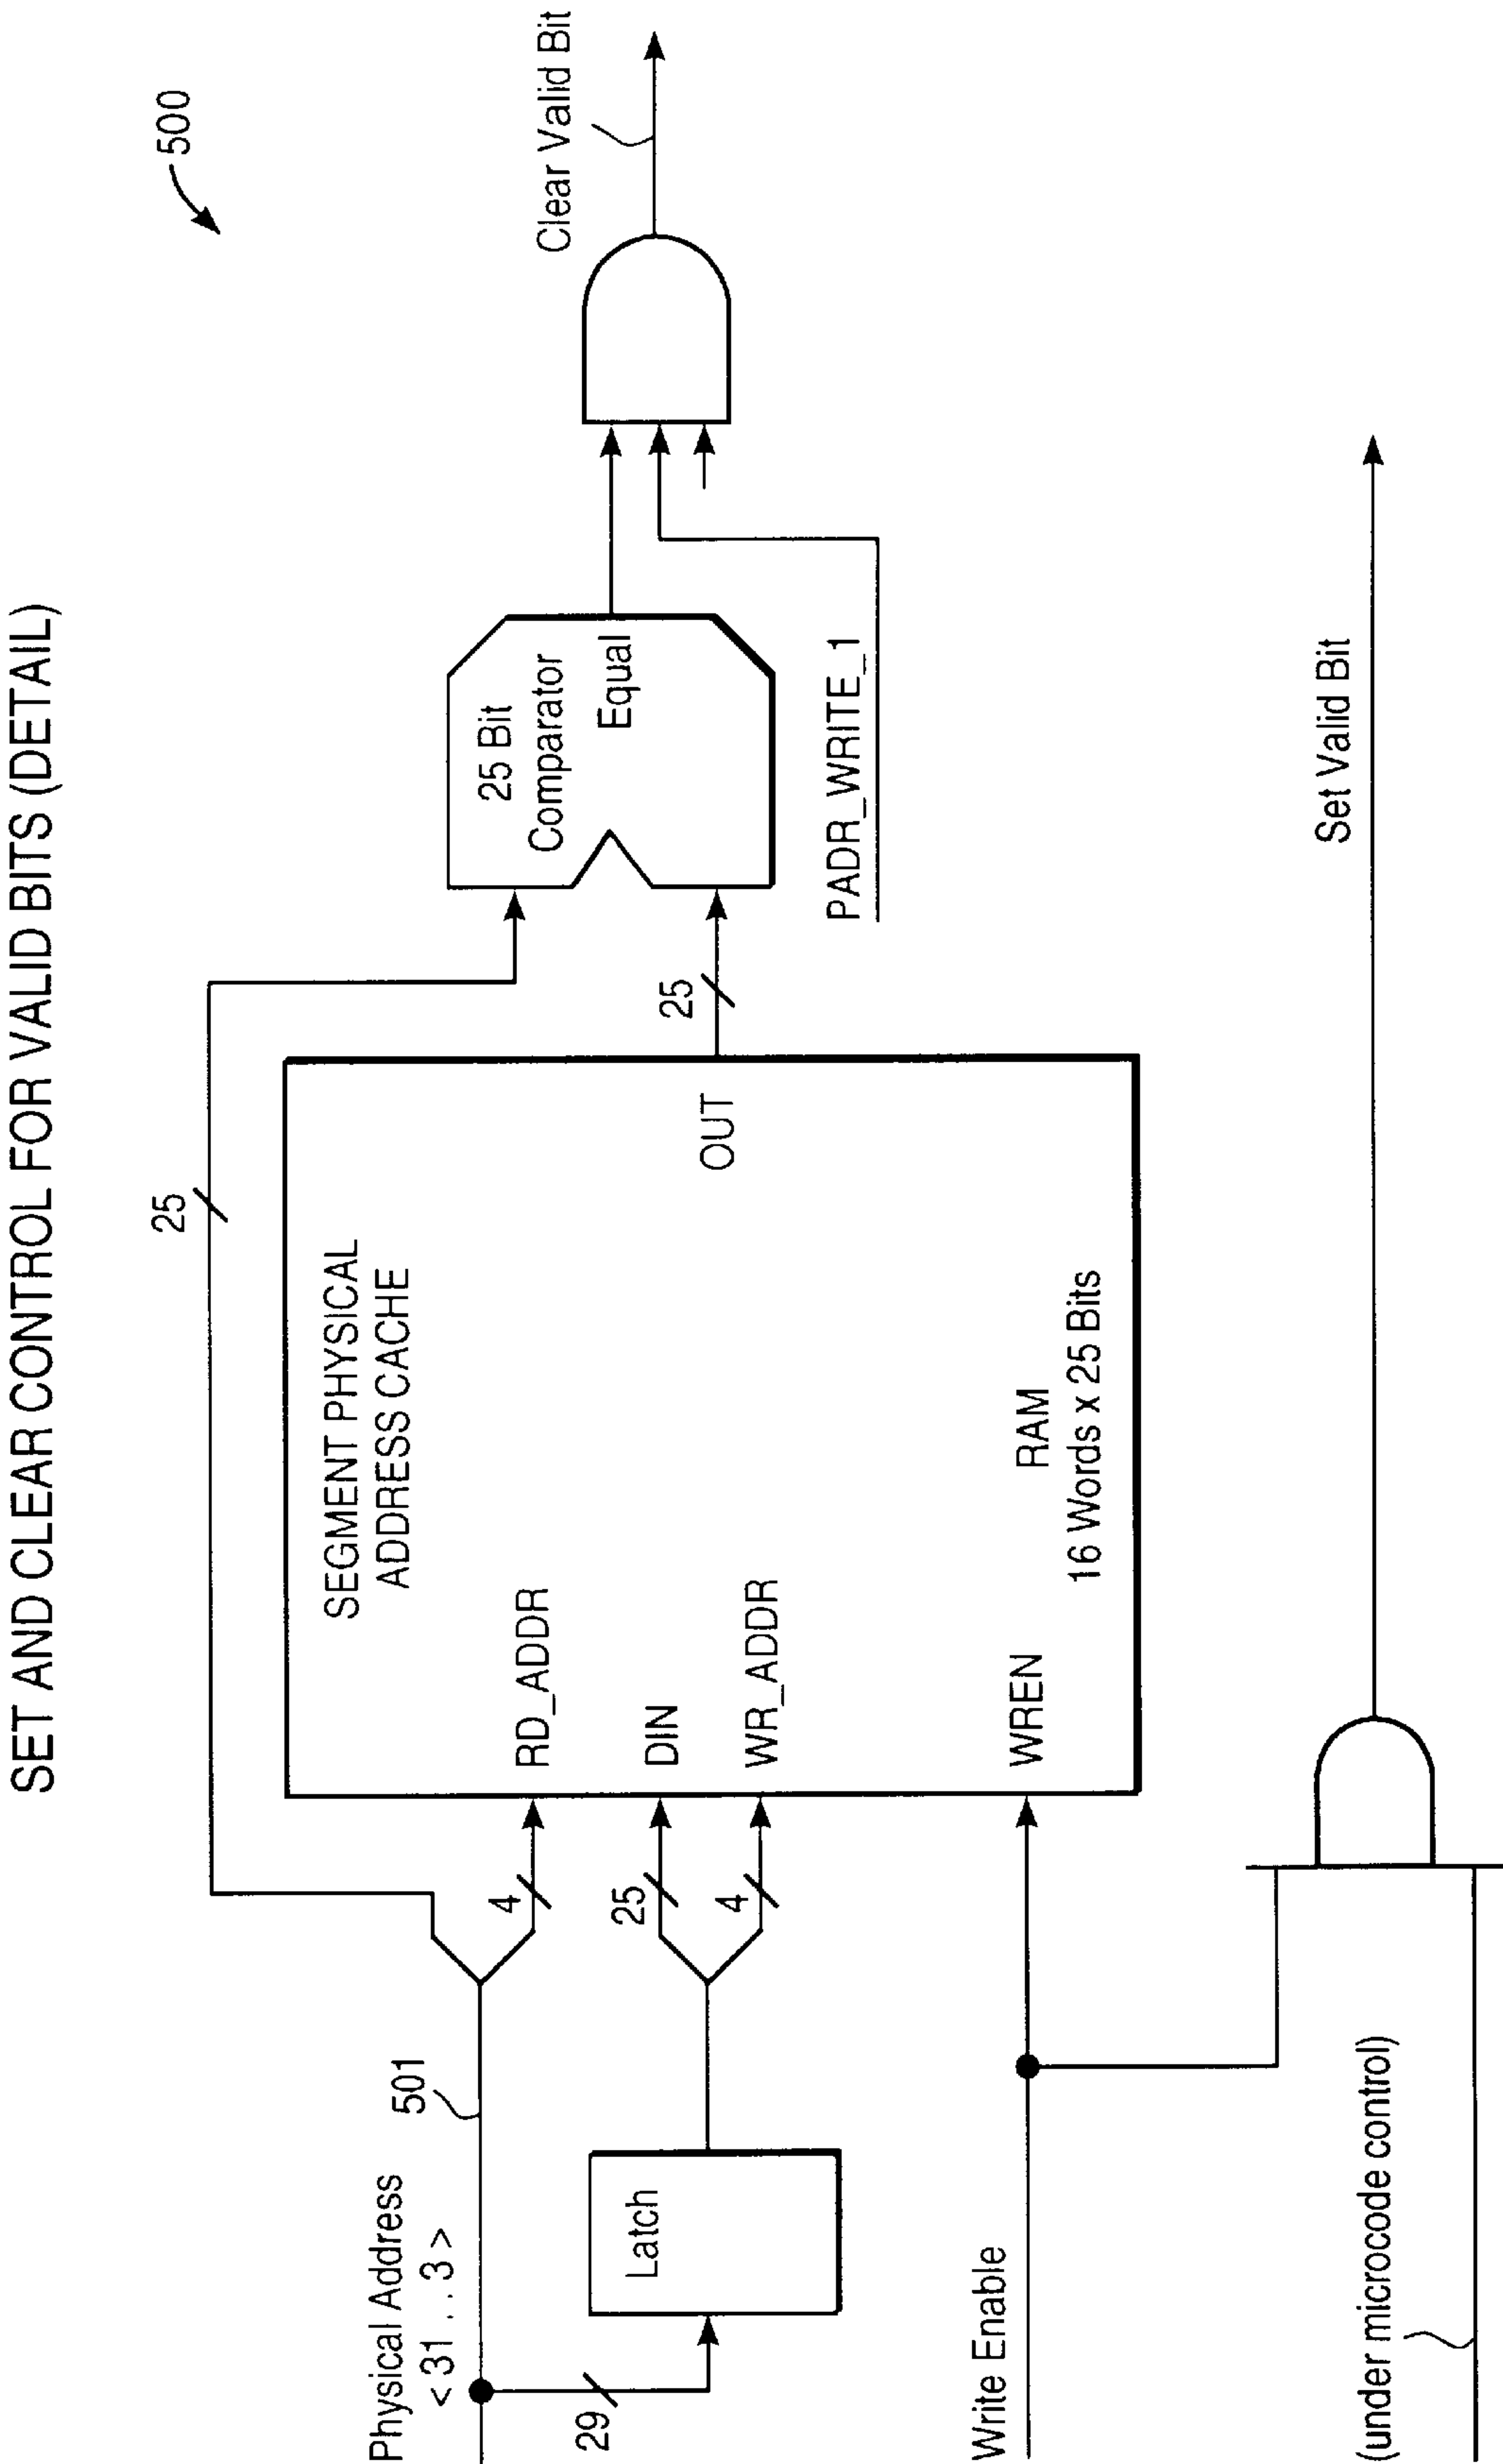 SET AND CLEAR CONTROL FOR VALID BITS (DETAIL)
500
Physical Address
< 31 . . . 3 >
501
29
Latch
4
25
4
25
SEGMENT PHYSICAL
ADDRESS CACHE
RD_ADDR
DIN
WR_ADDR
OUT
WREN
RAM
16 Words x 25 Bits
25
25 Bit
Comparator
Equal
PADR_WRITE_1
Clear Valid Bit
Write Enable
(under microcode control)
Set Valid Bit